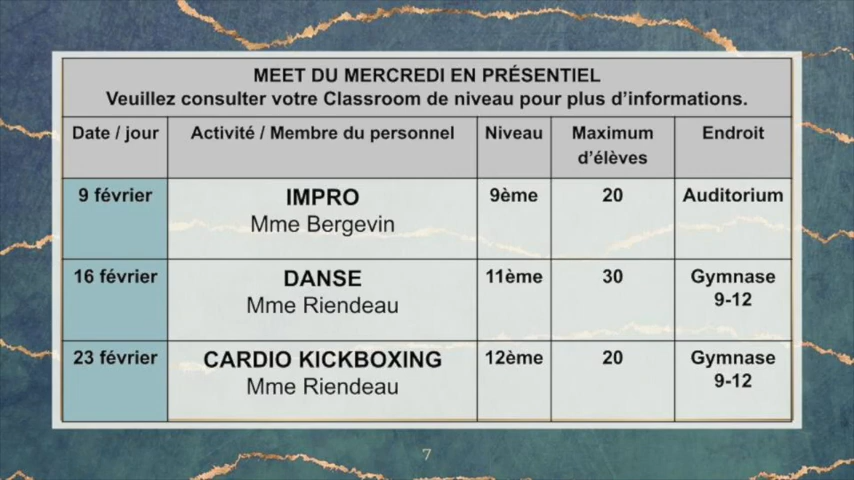 MEET DU MERCREDI EN PRÉSENTIEL
Veuillez consulter votre Classroom de niveau pour plus d'informations.
Date / jour
Activité / Membre du personnel
Niveau
Maximum
d'élèves
Endroit
9 février
IMPRO
Mme Bergevin
9ème
20
Auditorium
16 février
DANSE
Mme Riendeau
11ème
30
Gymnase
9-12
23 février
CARDIO KICKBOXING
Mme Riendeau
12ème
20
Gymnase
9-12
7